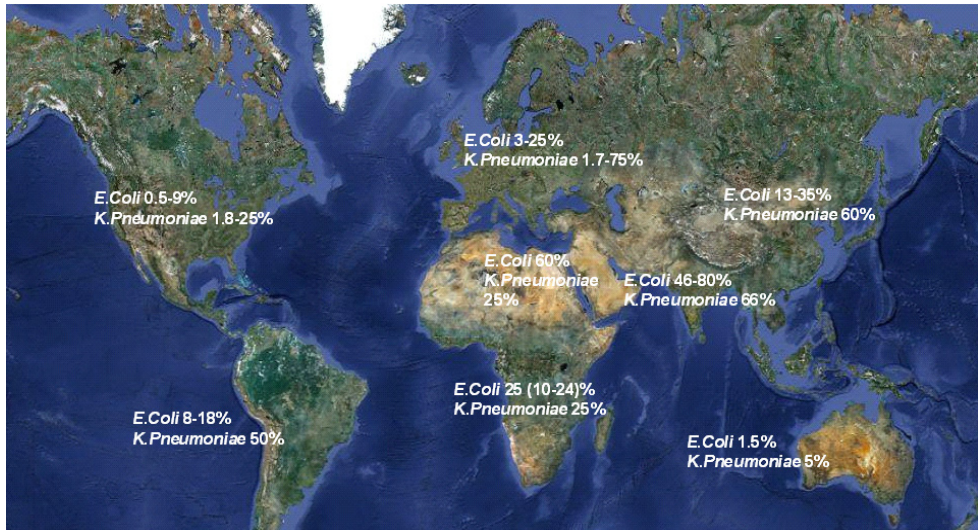 E.Coli 3-25%
K.Pneumoniae 1.7-75%
E.Coli 0.5-9%
K.Pneumoniae 1.8-25%
E.Coli 13-35%
K.Pneumoniae 60%
E.Coli 60%
K.Pneumoniae
25%
E.Coli 46-80%
K.Pneumoniae 66%
E.Coli 25 (10-24)%
K.Pneumoniae 25%
E.Coli 8-18%
K.Pneumoniae 50%
E.Coli 1.5%
K.Pneumoniae 5%